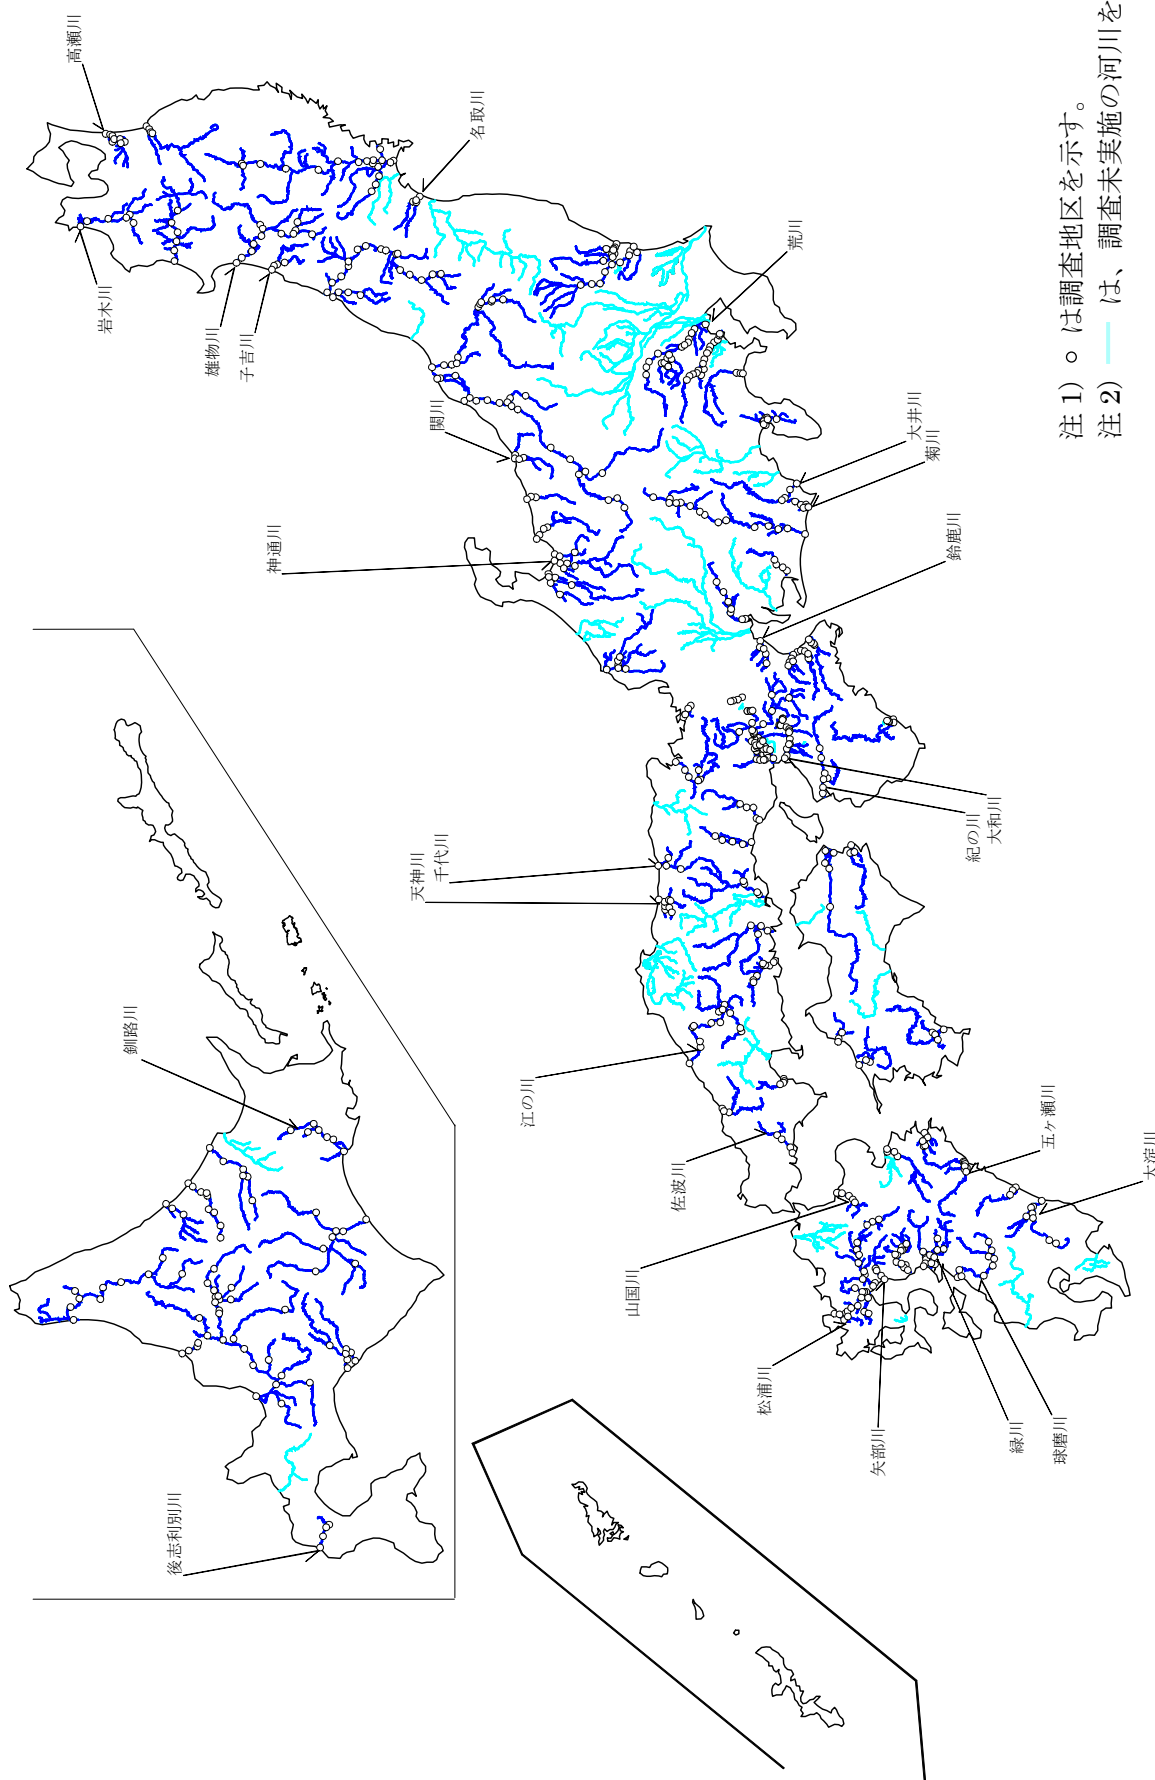 高瀬川
名取川
岩木川
雄物川
子吉川
荒川
関川
大井川
菊川
神通川
鈴鹿川
紀の川
大和川
天神川
千代川
釧路川
江の川
佐波川
五ヶ瀬川
大淀川
山国川
松浦川
矢部川
緑川
球磨川
後志利別川
注 1) ○ は調査地区を示す。
注 2) ― は、調査未実施の河川を